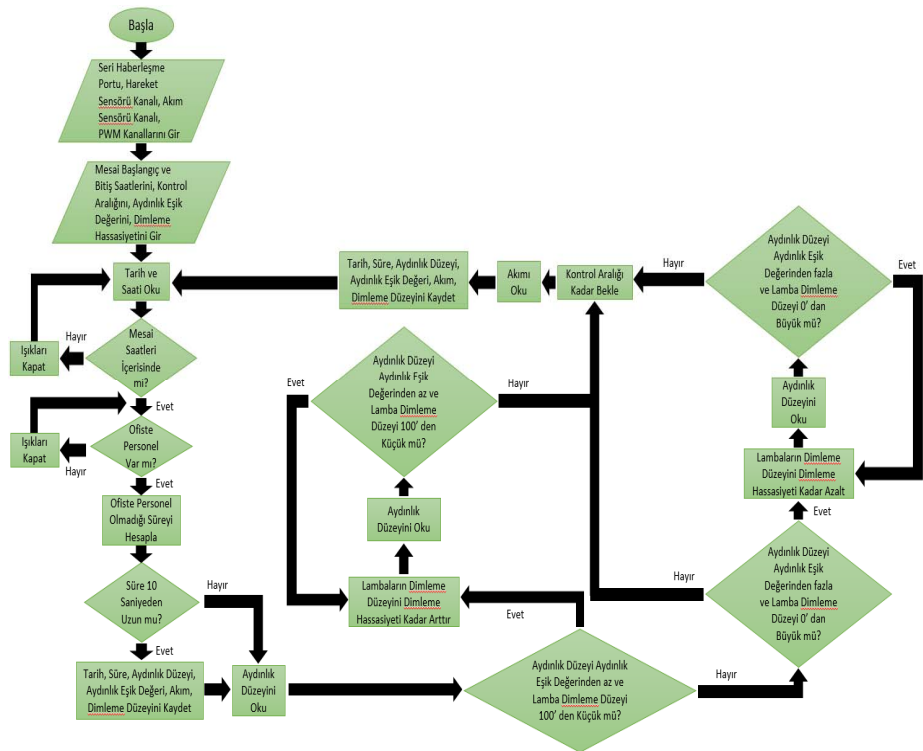 Başla
Seri Haberleşme
Portu, Hareket
Sensörü Kanalı, Akım
Sensörü Kanalı,
PWM Kanallarını Gir
Mesai Başlangıç ve
Bitiş Saatlerini, Kontrol
Aralığını, Aydınlık Eşik
Değerini, Dimleme
Hassasiyetini Gir
Tarih ve
Saati Oku
Mesai
Saatleri
İçerisinde
mi?
Hayır
Işıkları
Kapat
Evet
Ofiste
Personel
Var mı?
Hayır
Işıkları
Kapat
Evet
Ofiste Personel
Olmadığı Süreyi
Hesapla
Süre 10
Saniyeden
Uzun mu?
Hayır
Evet
Tarih, Süre, Aydınlık Düzeyi,
Aydınlık Eşik Değeri, Akım,
Dimleme Düzeyini Kaydet
Aydınlık
Düzeyini
Oku
Aydınlık Düzeyi Aydınlık
Eşik Değerinden az ve
Lamba Dimleme Düzeyi
100' den Küçük mü?
Evet
Hayır
Lambaların Dimleme
Düzeyini Dimleme
Hassasiyeti Kadar Arttır
Aydınlık
Düzeyini Oku
Aydınlık Düzeyi
Aydınlık Eşik
Değerinden az ve
Lamba Dimleme
Düzeyi 100' den
Küçük mü?
Evet
Hayır
Aydınlık Düzeyi
Aydınlık Eşik
Değerinden fazla
ve Lamba Dimleme
Düzeyi 0' dan
Büyük mü?
Hayır
Evet
Lambaların Dimleme
Düzeyini Dimleme
Hassasiyeti Kadar Azalt
Aydınlık
Düzeyini
Oku
Aydınlık Düzeyi
Aydınlık Eşik
Değerinden fazla
ve Lamba Dimleme
Düzeyi 0' dan
Büyük mü?
Evet
Hayır
Kontrol Aralığı
Kadar Bekle
Akımı
Oku
Tarih, Süre, Aydınlık Düzeyi,
Aydınlık Eşik Değeri, Akım,
Dimleme Düzeyini Kaydet